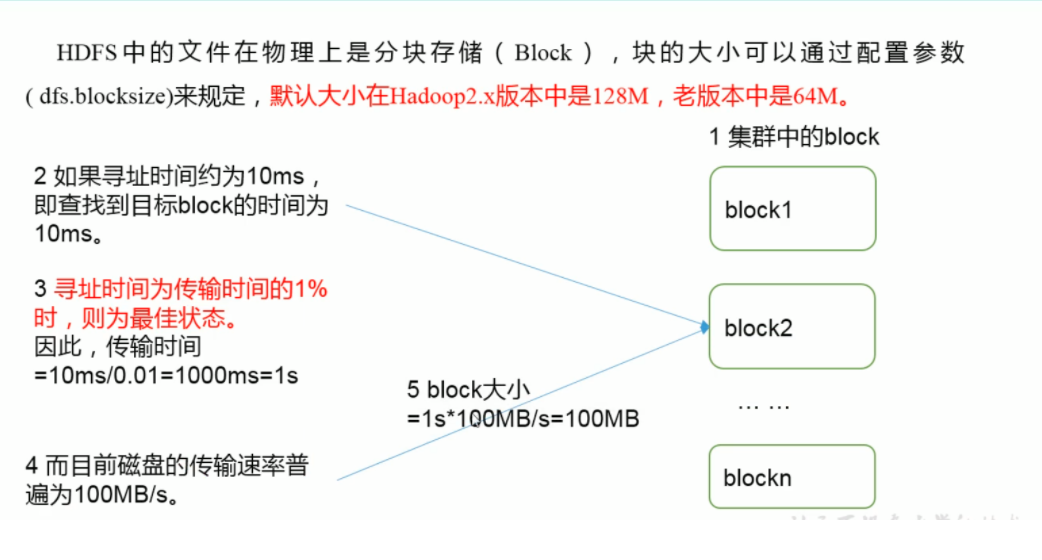 HDFS中的文件在物理上是分块存储（Block），块的大小可以通过配置参数
( dfs.blocksize)来规定，默认大小在Hadoop2.x版本中是128M，老版本中是64M。
1 集群中的block
2 如果寻址时间约为10ms，
即查找到目标block的时间为
10ms。
block1
3 寻址时间为传输时间的1%
时，则为最佳状态。
因此，传输时间
=10ms/0.01=1000ms=1s
block2
5 block大小
=1s*100MB/s=100MB
... ...
4 而目前磁盘的传输速率普
遍为100MB/s。
blockn